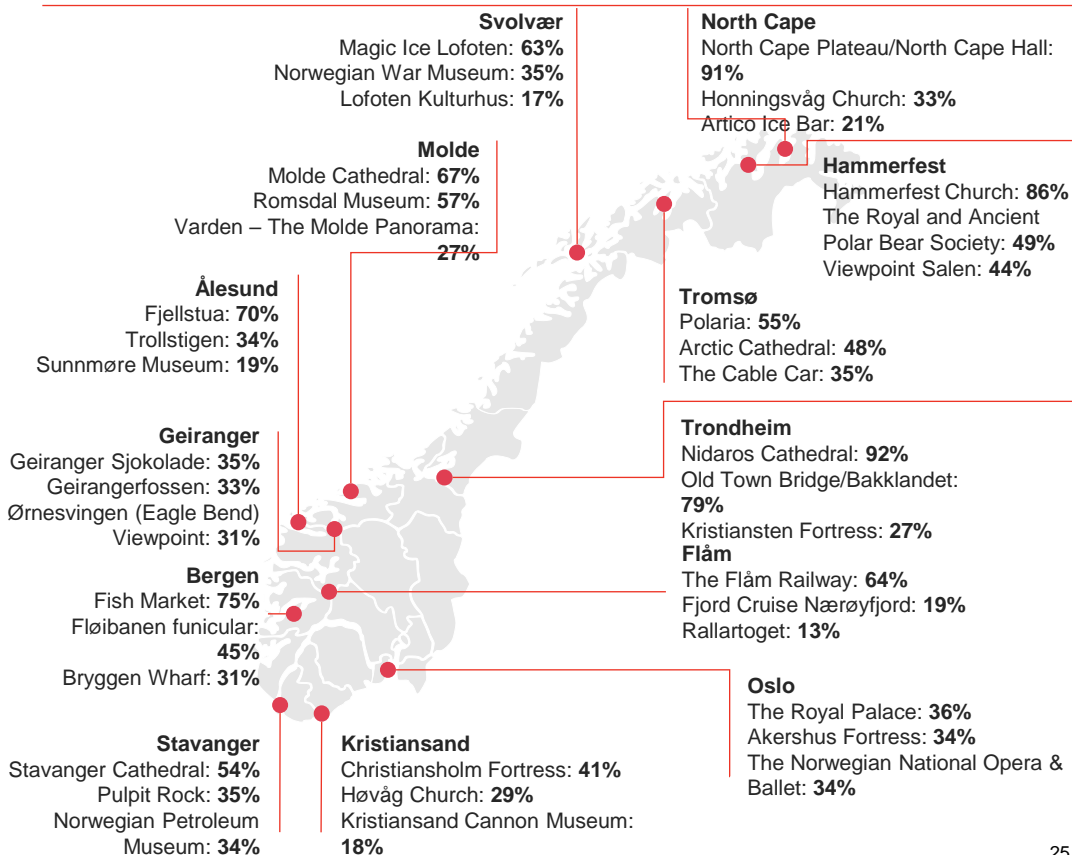 Svolvær
Magic Ice Lofoten: 63%
Norwegian War Museum: 35%
Lofoten Kulturhus: 17%
North Cape
North Cape Plateau/North Cape Hall:
91%
Honningsvåg Church: 33%
Artico Ice Bar: 21%
Molde
Molde Cathedral: 67%
Romsdal Museum: 57%
Varden – The Molde Panorama:
27%
Hammerfest
Hammerfest Church: 86%
The Royal and Ancient
Polar Bear Society: 49%
Viewpoint Salen: 44%
Ålesund
Fjellstua: 70%
Trollstigen: 34%
Sunnmøre Museum: 19%
Tromsø
Polaria: 55%
Arctic Cathedral: 48%
The Cable Car: 35%
Geiranger
Geiranger Sjokolade: 35%
Geirangerfossen: 33%
Ørnesvingen (Eagle Bend)
Viewpoint: 31%
Trondheim
Nidaros Cathedral: 92%
Old Town Bridge/Bakklandet:
79%
Kristiansten Fortress: 27%
Flåm
The Flåm Railway: 64%
Fjord Cruise Nærøyfjord: 19%
Rallartoget: 13%
Bergen
Fish Market: 75%
Fløibanen funicular:
45%
Bryggen Wharf: 31%
Oslo
The Royal Palace: 36%
Akershus Fortress: 34%
The Norwegian National Opera &
Ballet: 34%
Stavanger
Stavanger Cathedral: 54%
Pulpit Rock: 35%
Norwegian Petroleum
Museum: 34%
Kristiansand
Christiansholm Fortress: 41%
Høvåg Church: 29%
Kristiansand Cannon Museum:
18%
25